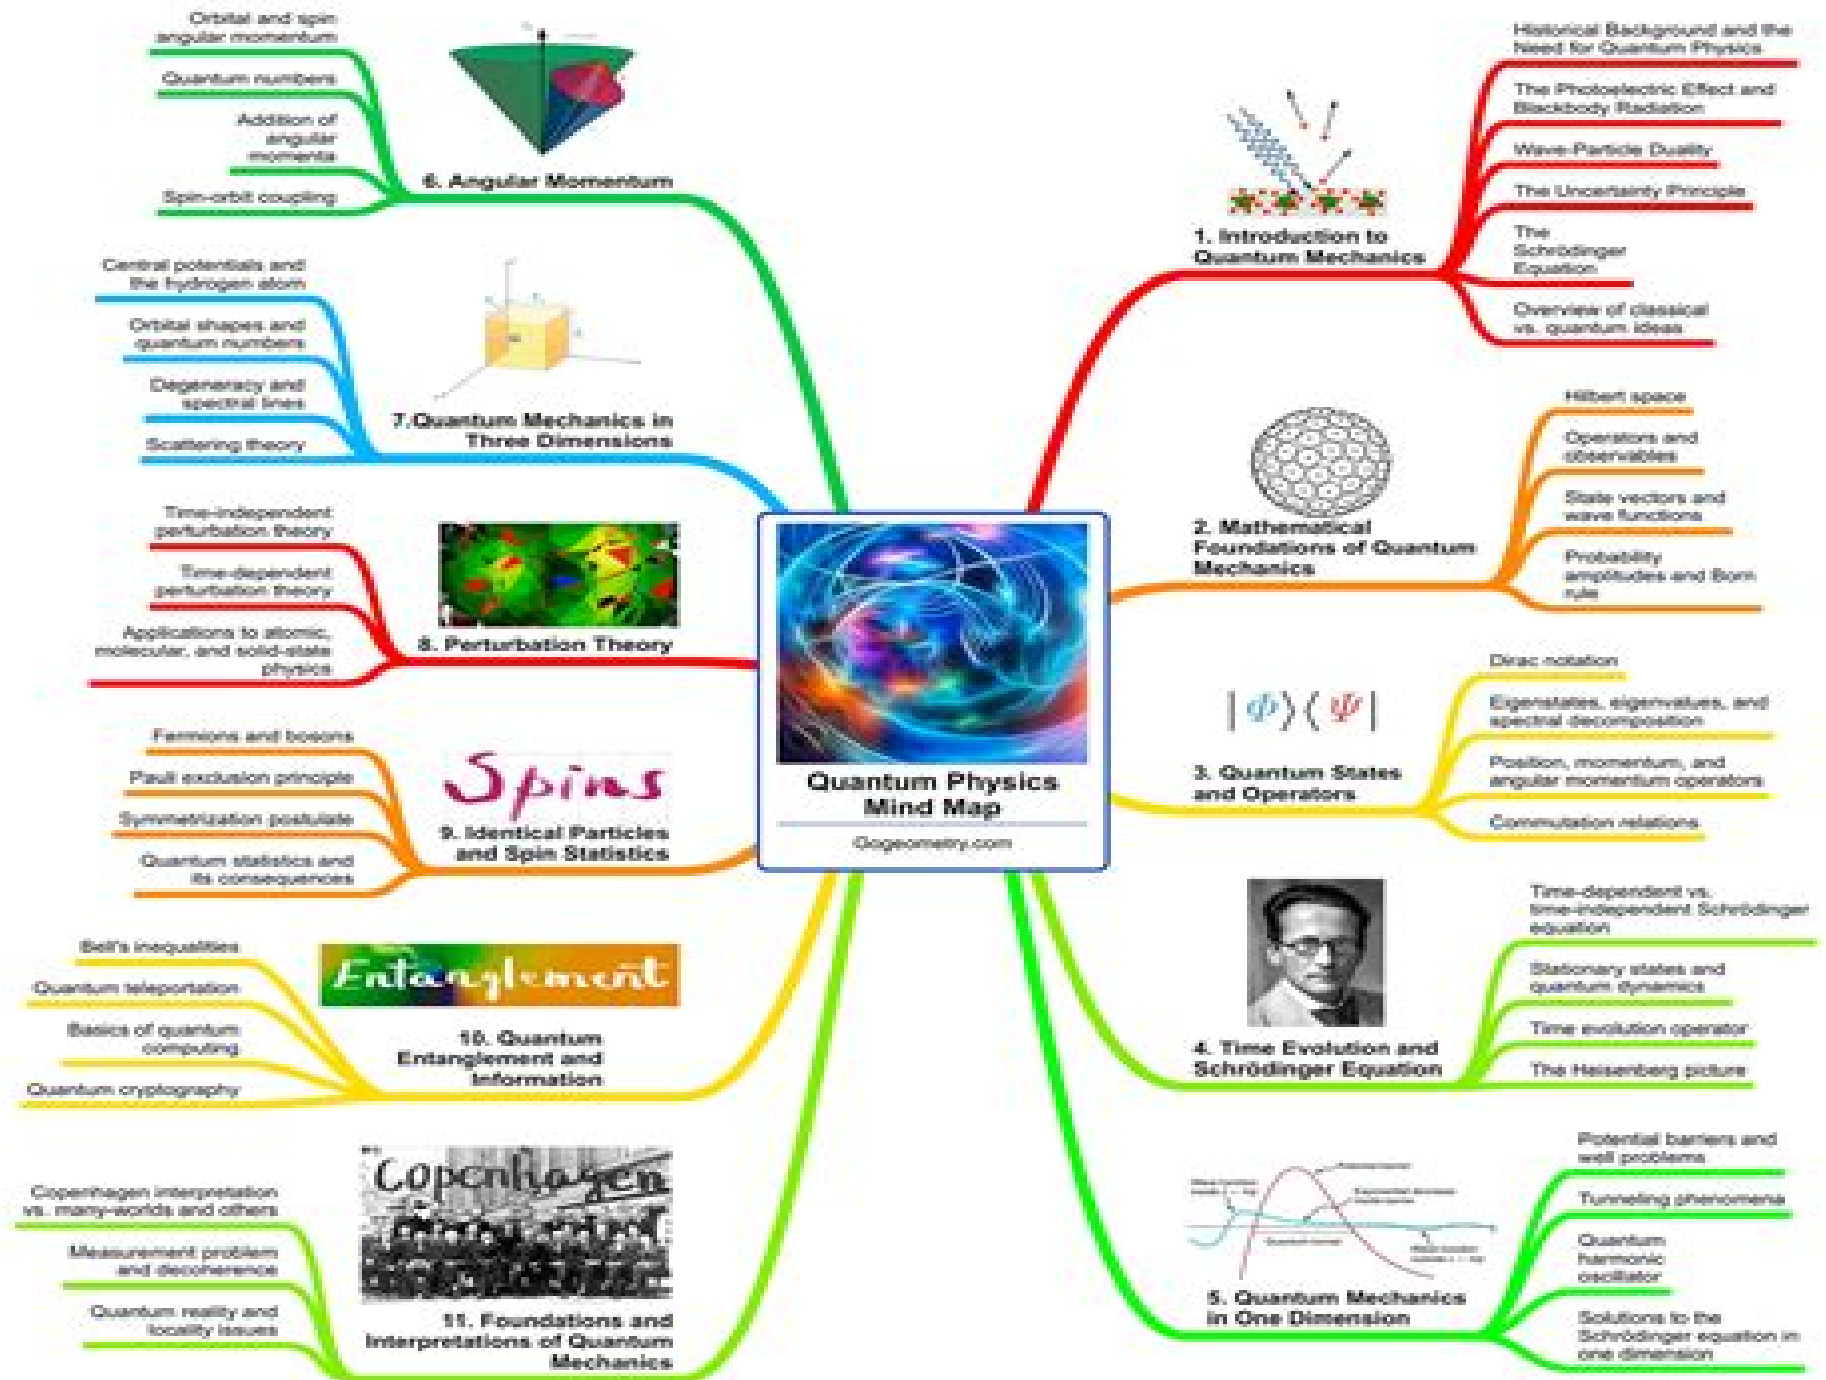 Quantum Physics
Mind Map
Gogeometry.com
1. Introduction to
Quantum Mechanics
Historical Background and the
Need for Quantum Physics
The Photoelectric Effect and
Blackbody Radiation
Wave-Particle Duality
The Uncertainty Principle
The
Schrödinger
Equation
Overview of classical
vs. quantum ideas
2. Mathematical
Foundations of Quantum
Mechanics
Hilbert space
Operators and
observables
State vectors and
wave functions
Probability
amplitudes and Born
rule
| Φ⟩⟨ Ψ |
3. Quantum States
and Operators
Dirac notation
Eigenstates, eigenvalues, and
spectral decomposition
Position, momentum, and
angular momentum operators
Commutation relations
4. Time Evolution and
Schrödinger Equation
Time-dependent vs.
time-independent Schrödinger
equation
Stationary states and
quantum dynamics
Time evolution operator
The Heisenberg picture
5. Quantum Mechanics
in One Dimension
Potential barriers and
well problems
Tunneling phenomena
Quantum
harmonic
oscillator
Solutions to the
Schrödinger equation in
one dimension
6. Angular Momentum
Orbital and spin
angular momentum
Quantum numbers
Addition of
angular
momenta
Spin-orbit coupling
7.Quantum Mechanics in
Three Dimensions
Central potentials and
the hydrogen atom
Orbital shapes and
quantum numbers
Degeneracy and
spectral lines
Scattering theory
8. Perturbation Theory
Time-independent
perturbation theory
Time-dependent
perturbation theory
Applications to atomic,
molecular, and solid-state
physics
Spins
9. Identical Particles
and Spin Statistics
Fermions and bosons
Pauli exclusion principle
Symmetrization postulate
Quantum statistics and
its consequences
Entanglement
10. Quantum
Entanglement and
Information
Bell's inequalities
Quantum teleportation
Basics of quantum
computing
Quantum cryptography
Copenhagen
11. Foundations and
Interpretations of Quantum
Mechanics
Copenhagen interpretation
vs. many-worlds and others
Measurement problem
and decoherence
Quantum reality and
locality issues